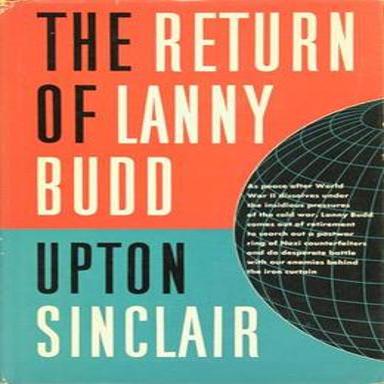 THE RETURN
OF LANNY
BUDD
As peace after World
War II dissolves under
the insidious pressures
of the cold war, Lanny Budd
comes out of retirement
to search out a postwar
ring of Nazi counterfeiters
and do desperate battle
with our enemies behind
the iron curtain
UPTON
SINCLAIR